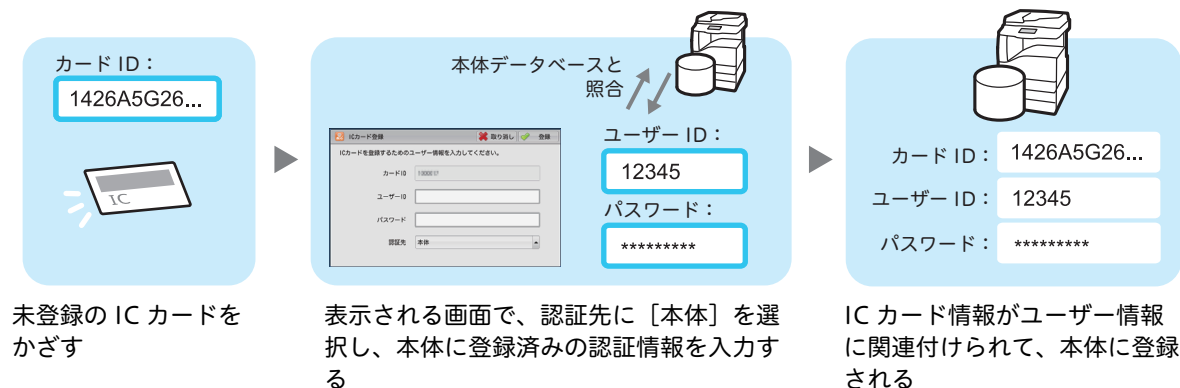 カード ID：
1426A5G26...
IC
未登録の IC カードを
かざす
本体データベースと
照合
ICカード登録
取り消し
登録
ICカードを登録するためのユーザー情報を入力してください。
カードID
ユーザーID
パスワード
認証先
本体
ユーザー ID：
12345
パスワード：
*********
表示される画面で、認証先に［本体］を選
択し、本体に登録済みの認証情報を入力す
る
カード ID：
1426A5G26...
ユーザー ID：
12345
パスワード：
*********
IC カード情報がユーザー情報
に関連付けられて、本体に登録
される